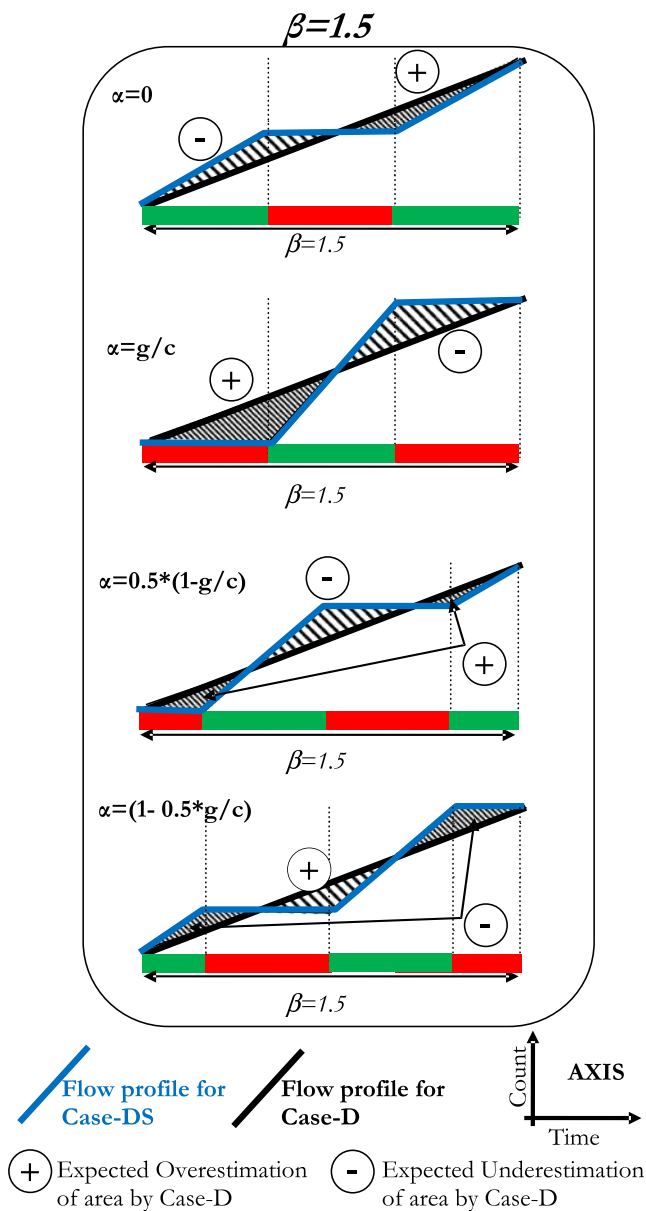 β=1.5
α=0
+
-
β=1.5
α=g/c
+
-
β=1.5
α=0.5*(1-g/c)
-
+
β=1.5
α=(1- 0.5*g/c)
+
-
β=1.5
Flow profile for
Case-DS
Flow profile for
Case-D
Count
AXIS
Time
+ Expected Overestimation
of area by Case-D
- Expected Underestimation
of area by Case-D